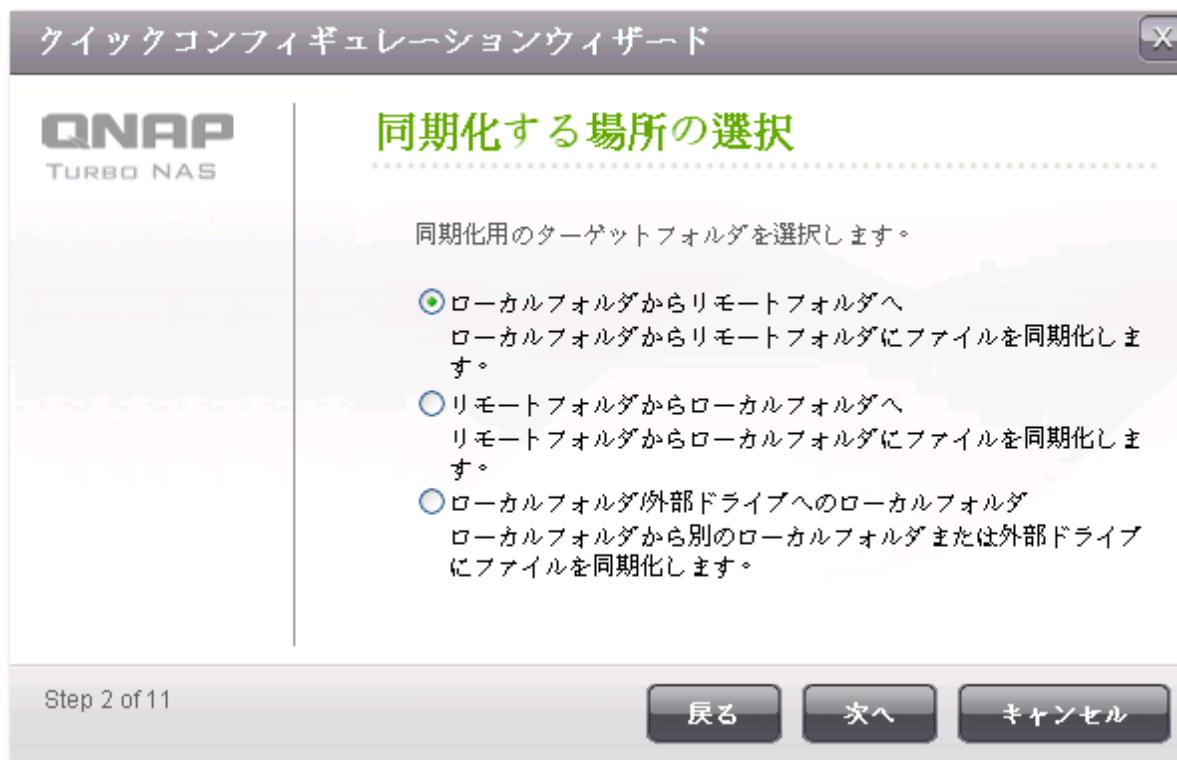 クイックコンフィギュレーションウィザード
X
QNAP
TURBO NAS
同期化する場所の選択
同期化用のターゲットフォルダを選択します。
ローカルフォルダからリモートフォルダへ
ローカルフォルダからリモートフォルダにファイルを同期化しま
す。
リモートフォルダからローカルフォルダへ
リモートフォルダからローカルフォルダにファイルを同期化しま
す。
ローカルフォルダ/外部ドライブへのローカルフォルダ
ローカルフォルダから別のローカルフォルダまたは外部ドライブ
にファイルを同期化します。
Step 2 of 11
戻る
次へ
キャンセル